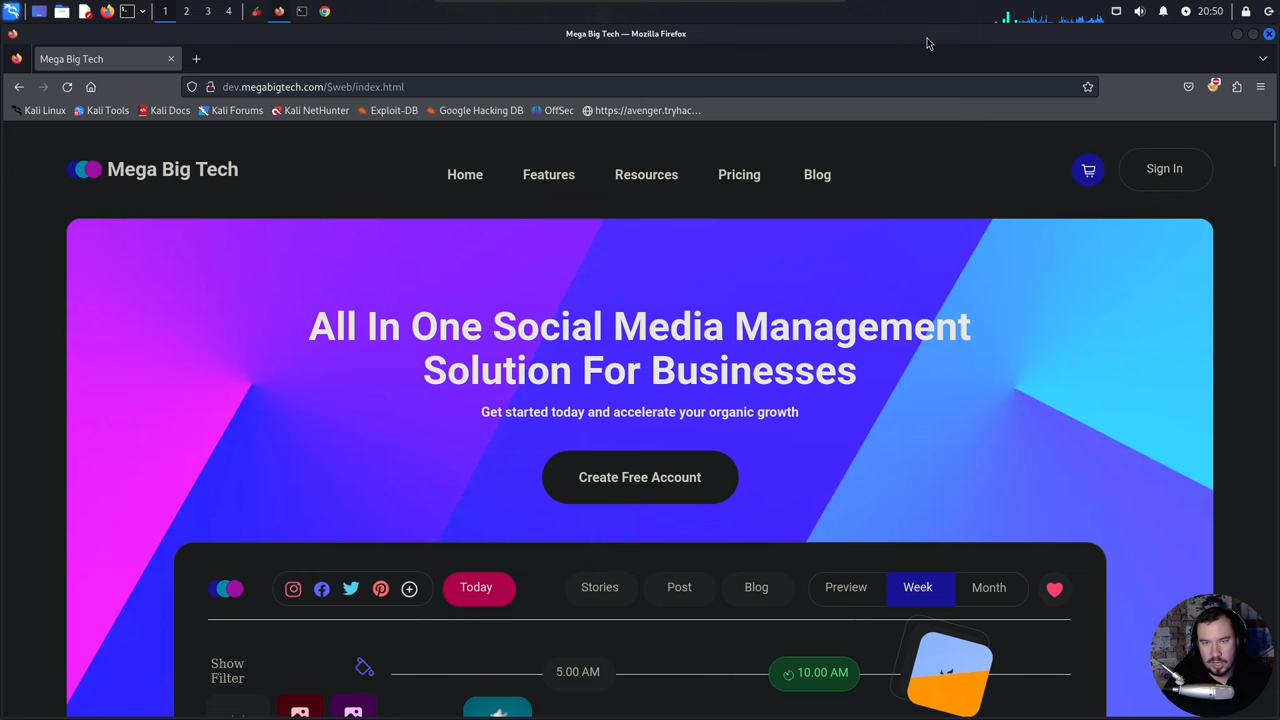 1
2
3
4
20:50
Mega Big Tech — Mozilla Firefox
Mega Big Tech
dev.megabigtech.com/$web/index.html
Kali Linux
Kali Tools
Kali Docs
Kali Forums
Kali NetHunter
Exploit-DB
Google Hacking DB
OffSec
https://avenger.tryhac...
Mega Big Tech
Home
Features
Resources
Pricing
Blog
Sign In
All In One Social Media Management
Solution For Businesses
Get started today and accelerate your organic growth
Create Free Account
Today
Stories
Post
Blog
Preview
Week
Month
Show
Filter
5.00 AM
10.00 AM